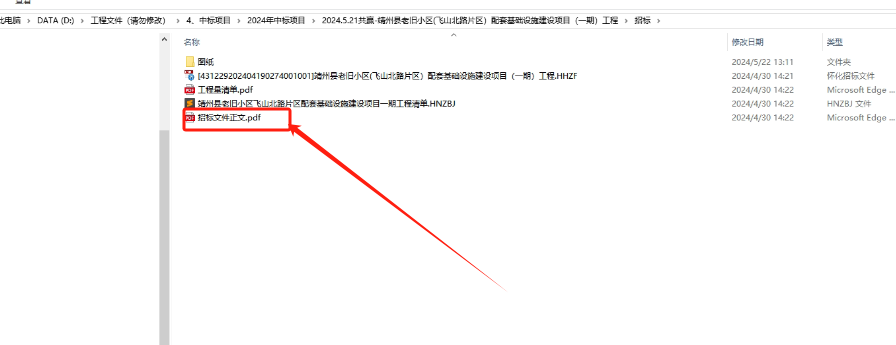 此电脑 › DATA (D:) › 工程文件（请勿修改） › 4、中标项目 › 2024年中标项目 › 2024.5.21共赢-靖州县老旧小区(飞山北路片区）配套基础设施建设项目（一期）工程 › 招标 ›
名称 修改日期 类型
图纸 2024/5/22 13:11 文件夹
[4312292024041902740010​01]靖州县老旧小区(飞山北路片区）配套基础设施建设项目（一期）工程.HHZF 2024/4/30 14:21 怀化招标文件
工程量清单.pdf 2024/4/30 14:22 Microsoft Edge ...
靖州县老旧小区飞山北路片区配套基础设施建设项目一期工程清单.HNZBJ 2024/4/30 14:22 HNZBJ 文件
招标文件正文.pdf 2024/4/30 14:22 Microsoft Edge ...